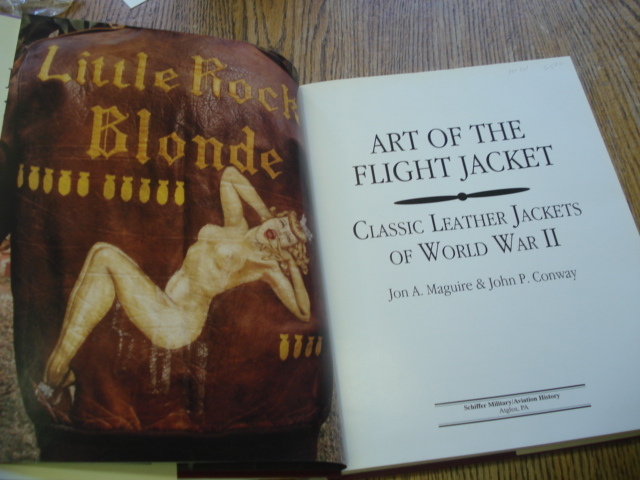 Little Rock
Blonde
ART OF THE
FLIGHT JACKET
CLASSIC LEATHER JACKETS
OF WORLD WAR II
Jon A. Maguire & John P. Conway
Schiffer Military/Aviation History
Atglen, PA